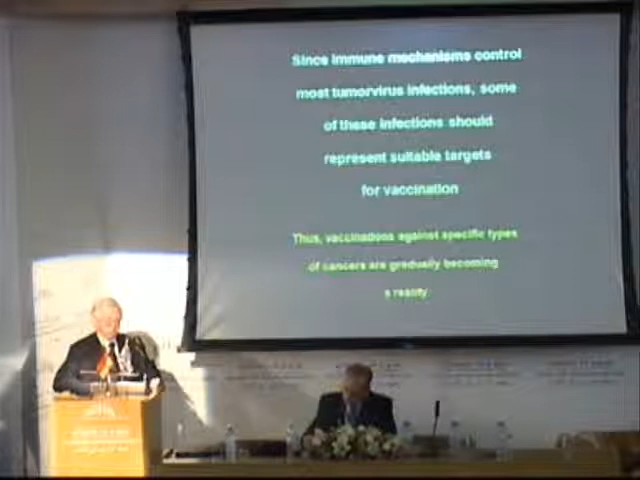 Since immune mechanisms control
most tumorvirus infections, some
of these infections should
represent suitable targets
for vaccination
Thus, vaccinations against specific types
of cancers are gradually becoming
a reality